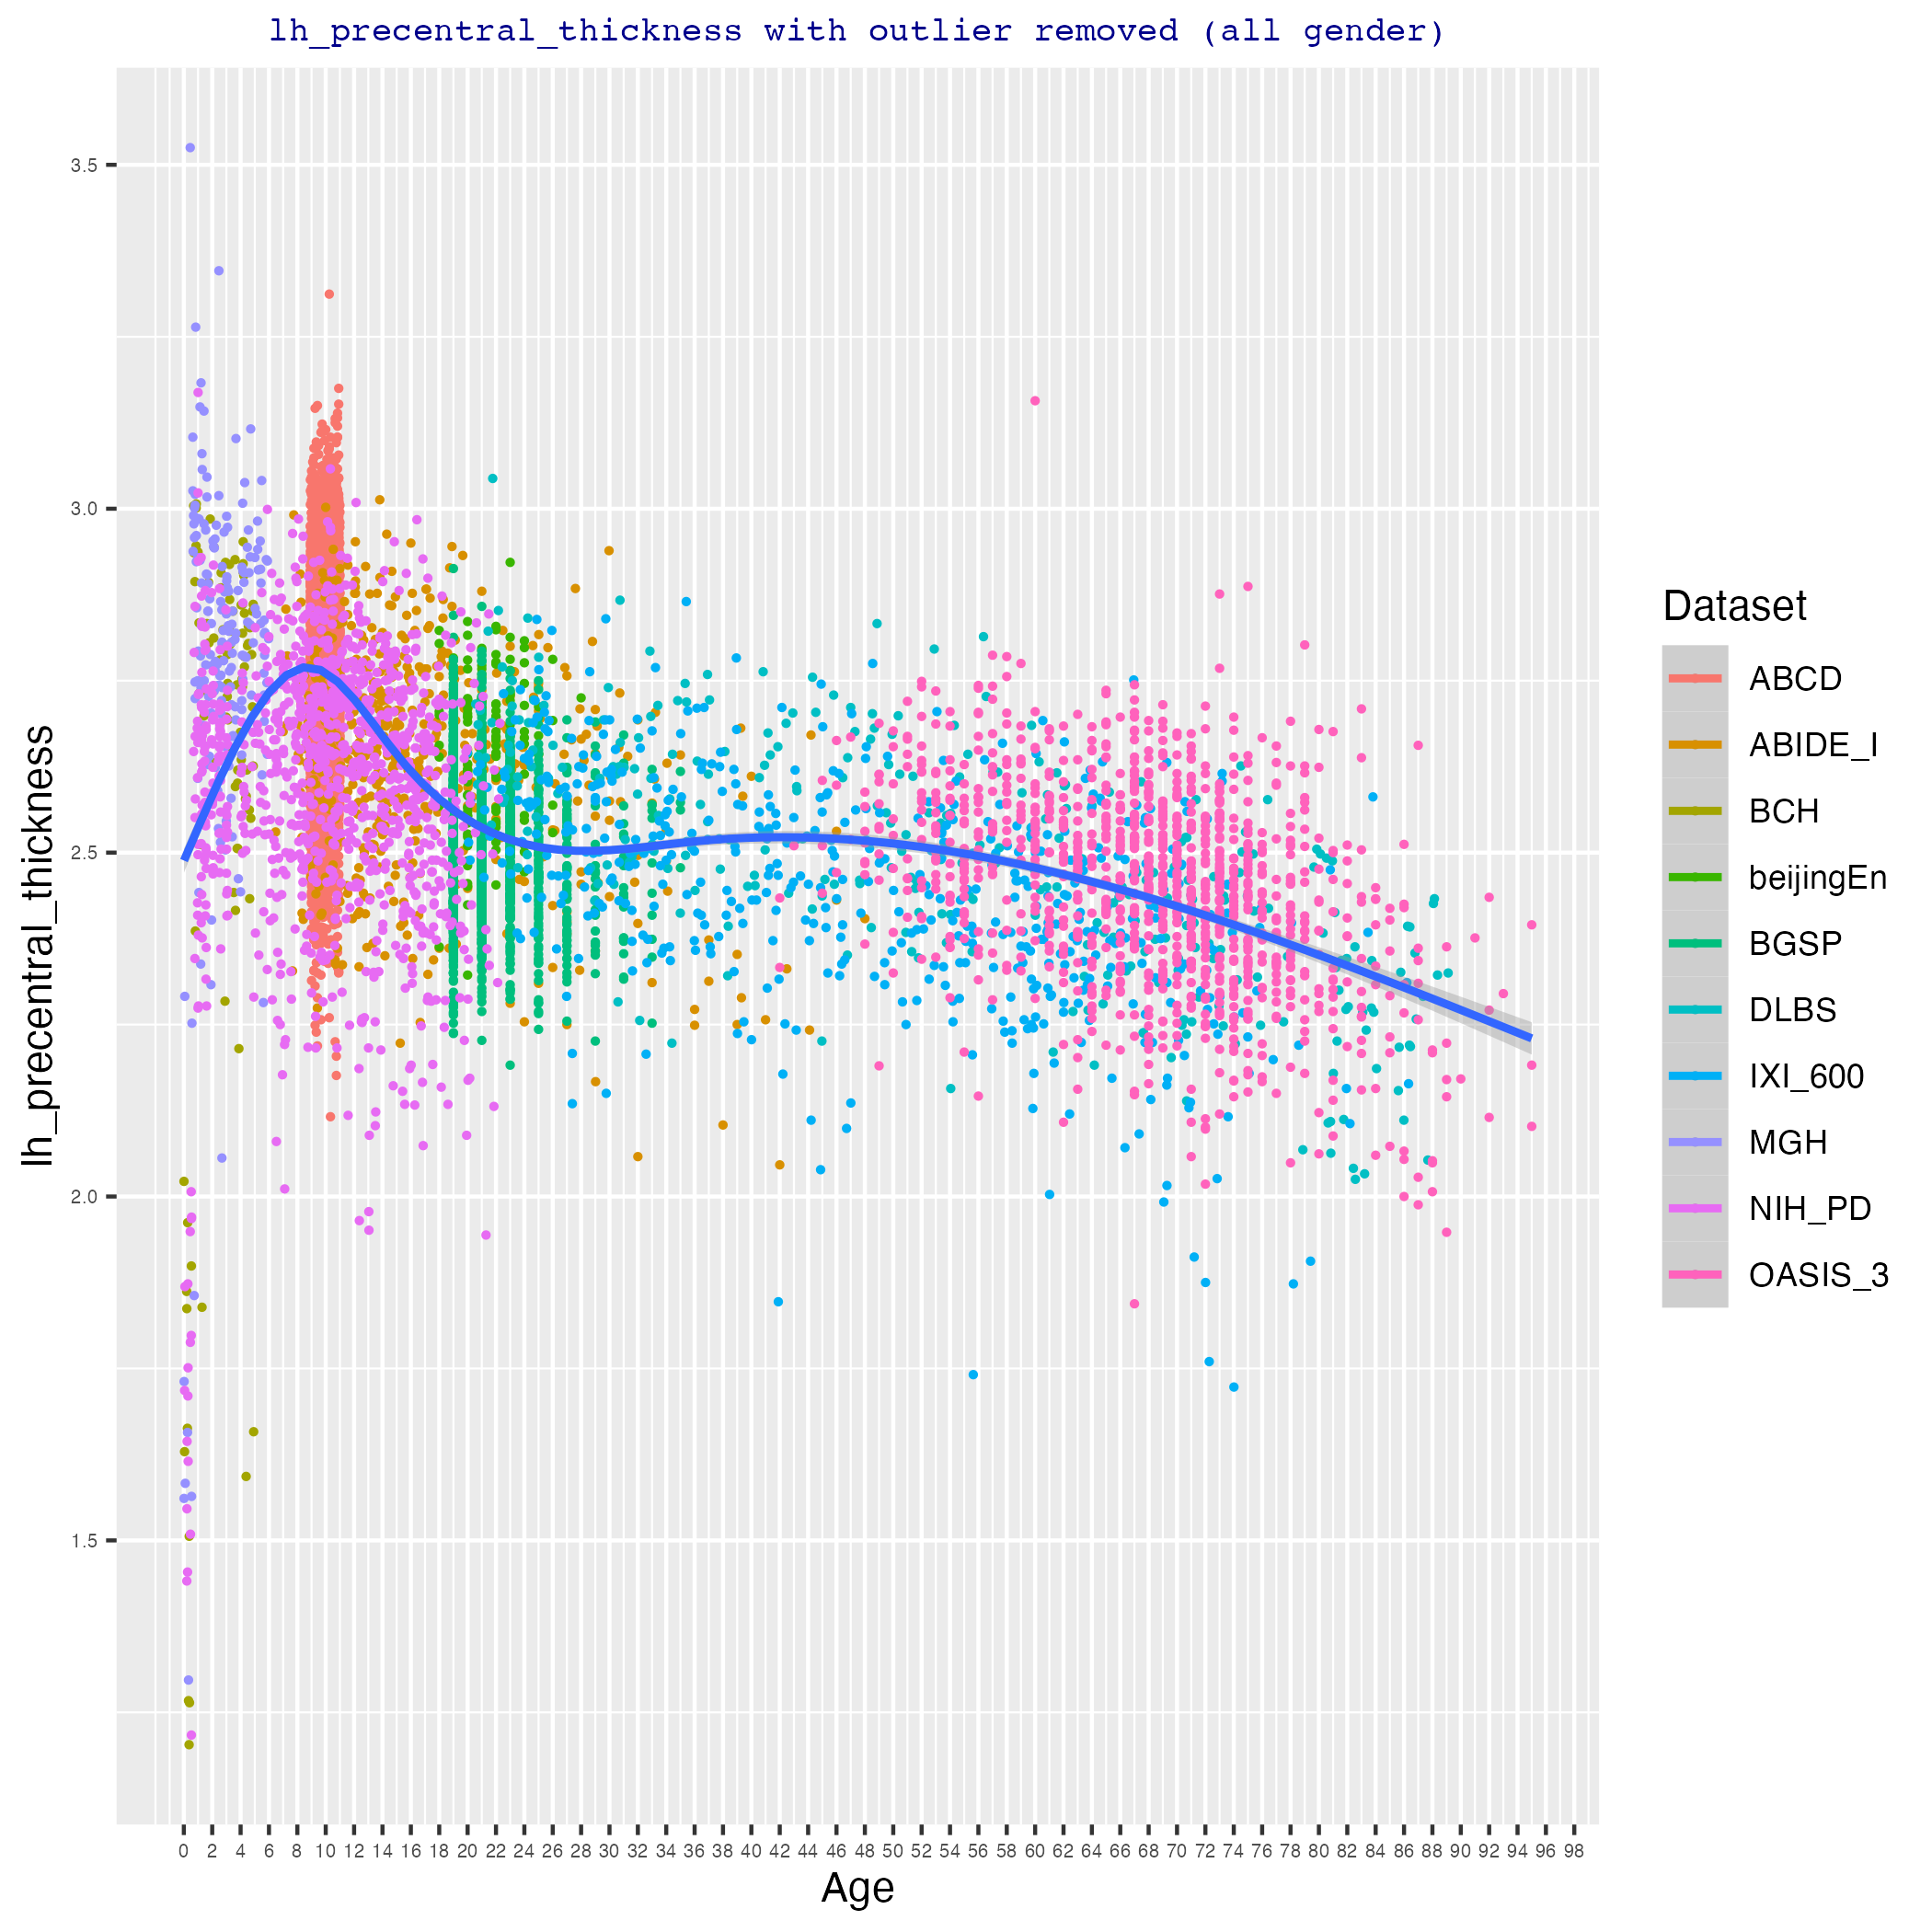 lh_precentral_thickness with outlier removed (all gender)
lh_precentral_thickness
3.5
3.0
2.5
2.0
1.5
0 2 4 6 8 10 12 14 16 18 20 22 24 26 28 30 32 34 36 38 40 42 44 46 48 50 52 54 56 58 60 62 64 66 68 70 72 74 76 78 80 82 84 86 88 90 92 94 96 98
Age
Dataset
ABCD
ABIDE_I
BCH
beijingEn
BGSP
DLBS
IXI_600
MGH
NIH_PD
OASIS_3